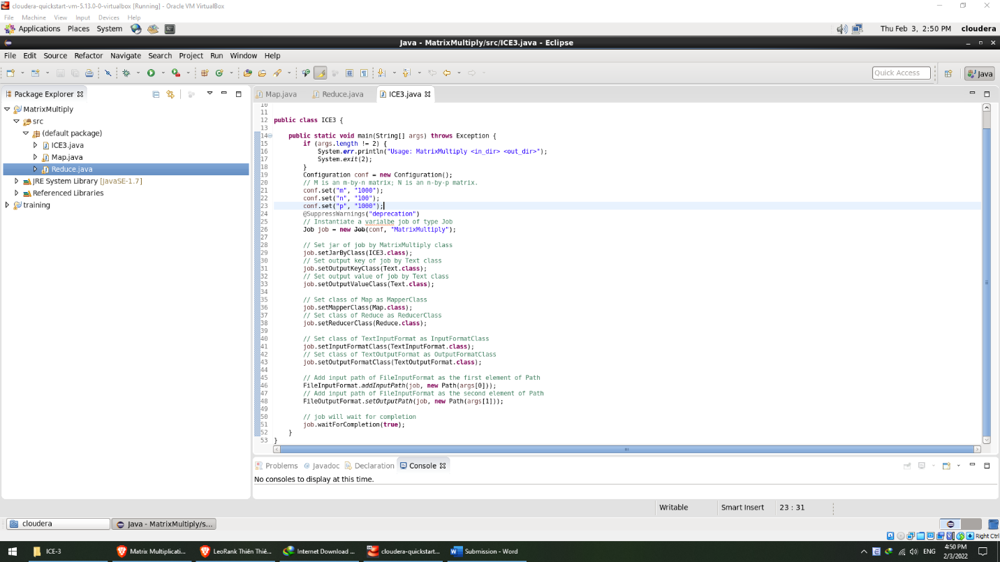 cloudera-quickstart-vm-5.13.0-0-virtualbox [Running] - Oracle VM VirtualBox
File Machine View Input Devices Help
Applications Places System Thu Feb 3, 2:50 PM cloudera
Java - MatrixMultiply/src/ICE3.java - Eclipse
File Edit Source Refactor Navigate Search Project Run Window Help
Quick Access Java
Package Explorer
MatrixMultiply
src
(default package)
ICE3.java
Map.java
Reduce.java
JRE System Library [JavaSE-1.7]
Referenced Libraries
training
Map.java Reduce.java ICE3.java
10
11
12 public class ICE3 {
13
14 public static void main(String[] args) throws Exception {
15 if (args.length != 2) {
16 System.err.println("Usage: MatrixMultiply <in_dir> <out_dir>");
17 System.exit(2);
18 }
19 Configuration conf = new Configuration();
20 // M is an m-by-n matrix; N is an n-by-p matrix.
21 conf.set("m", "1000");
22 conf.set("n", "100");
23 conf.set("p", "1000");
24 @SuppressWarnings("deprecation")
25 // Instantiate a varialbe job of type Job
26 Job job = new Job(conf, "MatrixMultiply");
27
28 // Set jar of job by MatrixMultiply class
29 job.setJarByClass(ICE3.class);
30 // Set output key of job by Text class
31 job.setOutputKeyClass(Text.class);
32 // Set output value of job by Text class
33 job.setOutputValueClass(Text.class);
34
35 // Set class of Map as MapperClass
36 job.setMapperClass(Map.class);
37 // Set class of Reduce as ReducerClass
38 job.setReducerClass(Reduce.class);
39
40 // Set class of TextInputFormat as InputFormatClass
41 job.setInputFormatClass(TextInputFormat.class);
42 // Set class of TextOutputFormat as OutputFormatClass
43 job.setOutputFormatClass(TextOutputFormat.class);
44
45 // Add input path of FileInputFormat as the first element of Path
46 FileInputFormat.addInputPath(job, new Path(args[0]));
47 // Add input path of FileInputFormat as the second element of Path
48 FileOutputFormat.setOutputPath(job, new Path(args[1]));
49
50 // job will wait for completion
51 job.waitForCompletion(true);
52 }
53 }
Problems Javadoc Declaration Console
No consoles to display at this time.
Writable Smart Insert 23 : 31
cloudera Java - MatrixMultiply/s...
Right Ctrl
ICE-3 Matrix Multiplicati... LeoRank Thiên Thiê... Internet Download ... cloudera-quickstart... Submission - Word ENG 4:50 PM
2/3/2022